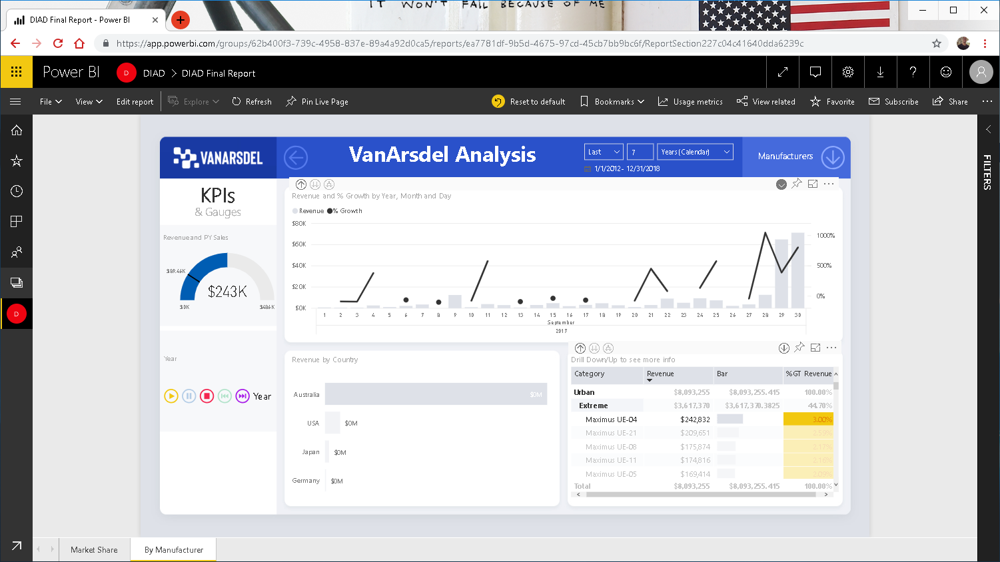 IT WON'T FAIL BECAUSE OF ME
DIAD Final Report - Power BI
https://app.powerbi.com/groups/62b400f3-739c-4958-837e-89a4a92d0ca5/reports/ea7781df-9b5d-4675-97cd-45cb7bb9bc6f/ReportSection227c04c41640dda6239c
Power BI D DIAD > DIAD Final Report ?
File View Edit report Explore Refresh Pin Live Page Reset to default Bookmarks Usage metrics View related Favorite Subscribe Share ...
FILTERS
D
VANARSDEL
VanArsdel Analysis
Last 7 Years (Calendar)
1/1/2012 - 12/31/2018
Manufacturers
KPIs
& Gauges
Revenue and PY Sales
$89.46K
$243K
$0K $486K
Year
Year
Revenue and % Growth by Year, Month and Day
Revenue % Growth
$80K
$60K
$40K
$20K
$0K
1000%
500%
0%
1 2 3 4 5 6 7 8 9 10 11 12 13 14 15 16 17 18 19 20 21 22 23 24 25 26 27 28 29 30
September
2017
Revenue by Country
Australia $0M
USA $0M
Japan $0M
Germany $0M
Drill Down/Up to see more info
Category Revenue Bar %GT Revenue
Urban $8,093,255 $8,093,255.415 100.00%
Extreme $3,617,370 $3,617,370.3825 44.70%
Maximus UE-04 $242,832 3.00%
Maximus UE-21 $209,651 2.59%
Maximus UE-08 $175,874 2.17%
Maximus UE-11 $174,816 2.16%
Maximus UE-05 $169,414 2.09%
Total $8,093,255 $8,093,255.415 100.00%
Market Share By Manufacturer